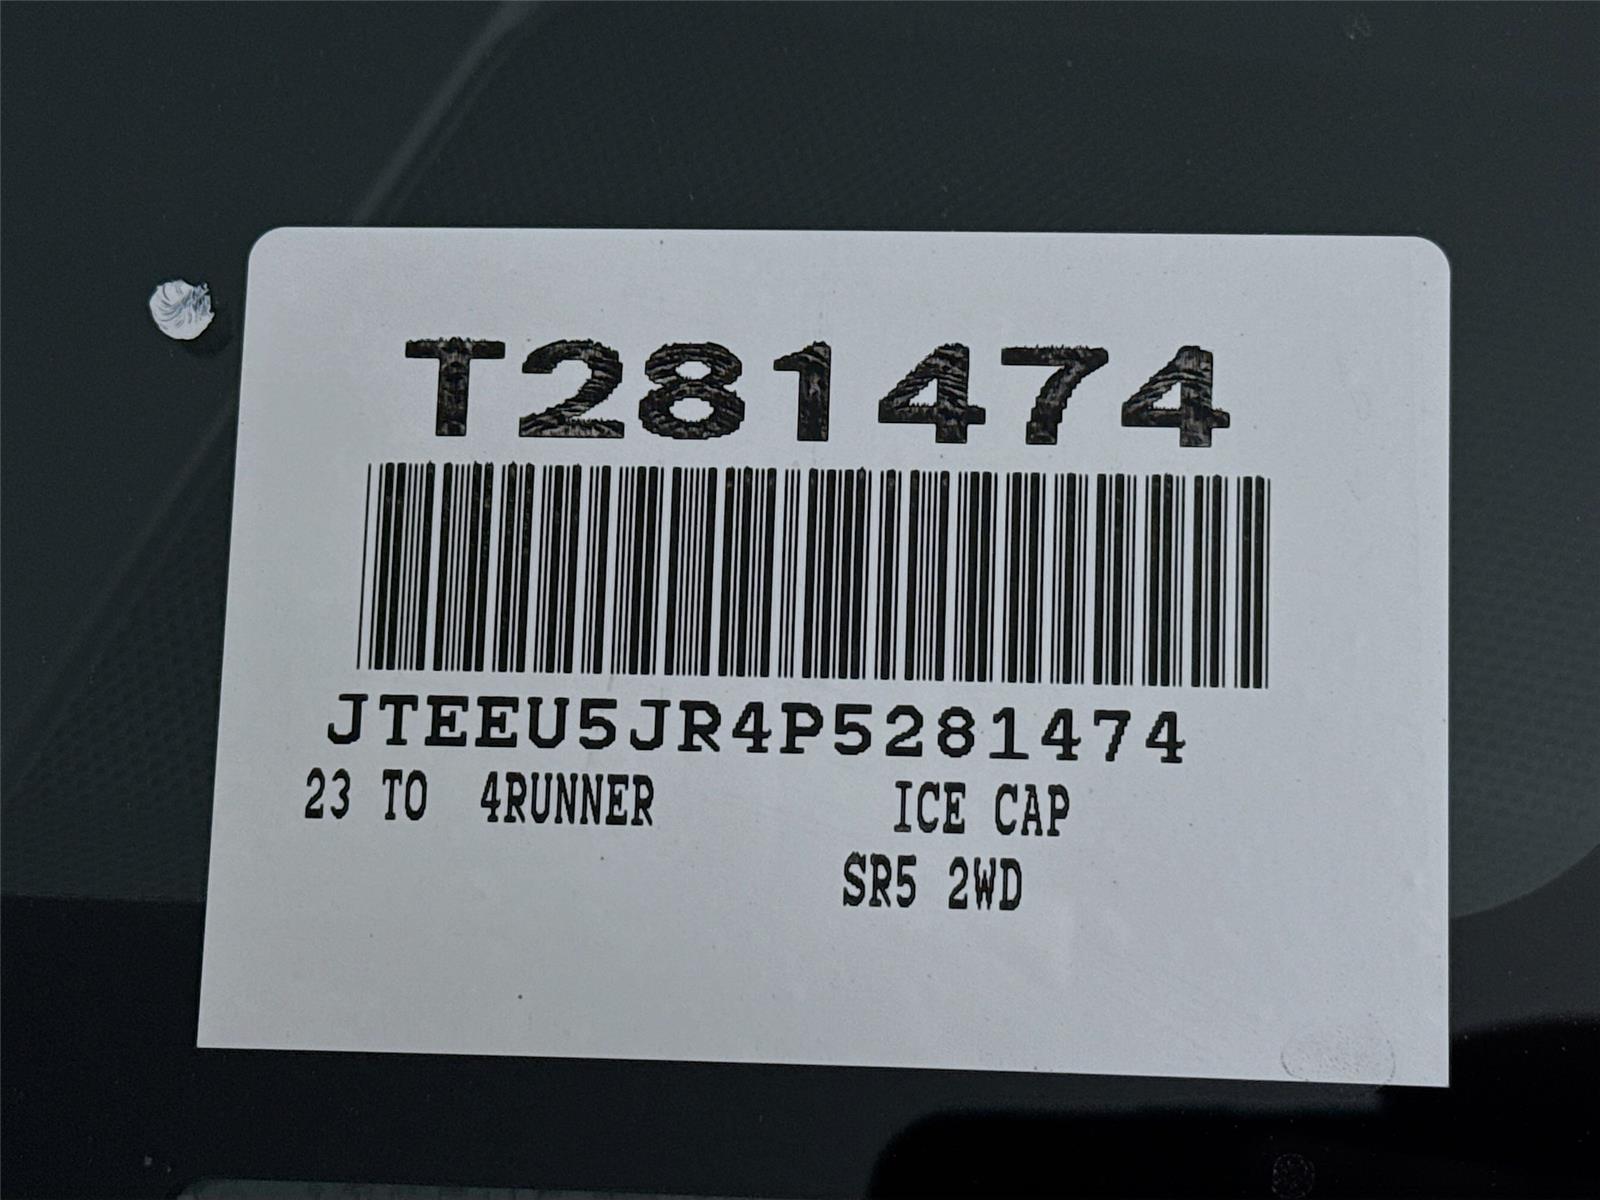 T281474
JTEEU5JR4P5281474
23 TO 4RUNNER ICE CAP
SR5 2WD